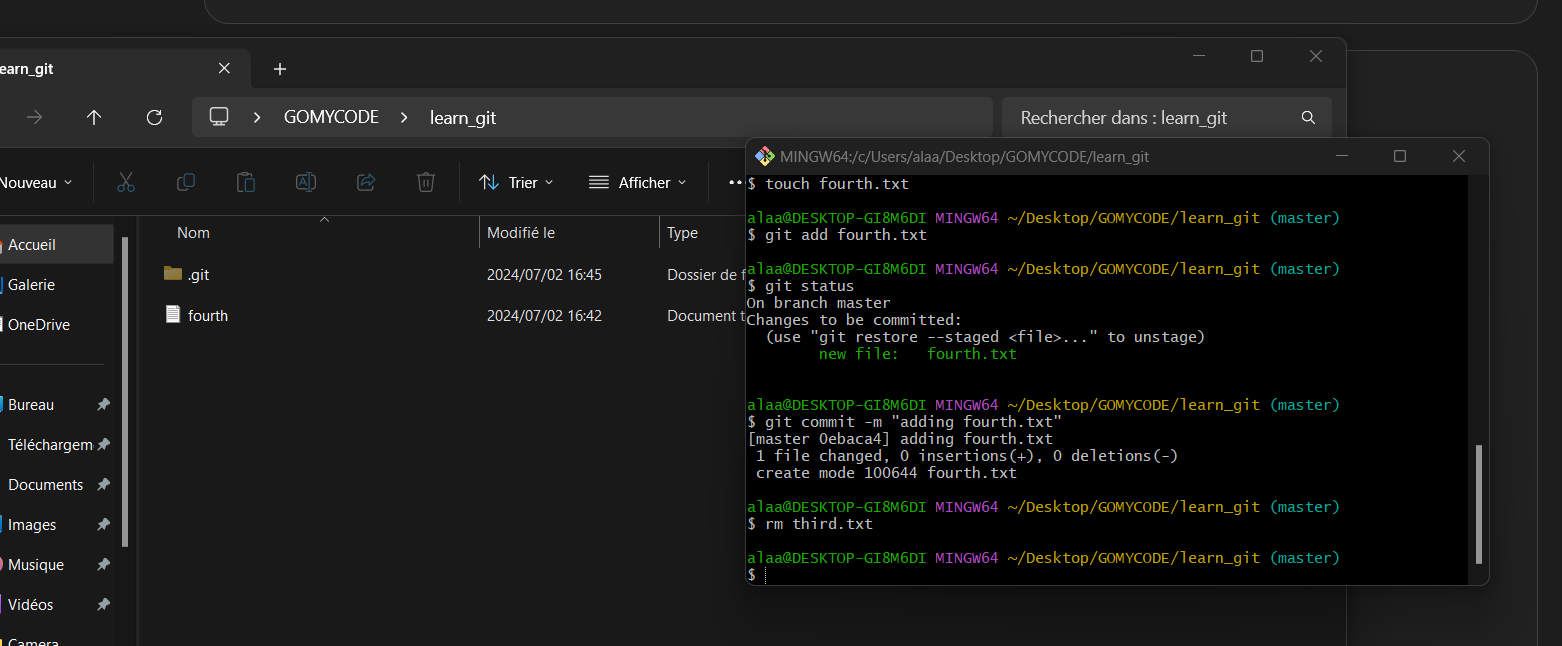 earn_git
GOMYCODE
learn_git
Rechercher dans : learn_git
Nouveau
Trier
Afficher
Accueil
Galerie
OneDrive
Bureau
Téléchargem
Documents
Images
Musique
Vidéos
Camera
Nom
Modifié le
Type
.git
2024/07/02 16:45
Dossier de f
fourth
2024/07/02 16:42
Document t
MINGW64:/c/Users/alaa/Desktop/GOMYCODE/learn_git
$ touch fourth.txt
alaa@DESKTOP-GI8M6DI MINGW64 ~/Desktop/GOMYCODE/learn_git (master)
$ git add fourth.txt
alaa@DESKTOP-GI8M6DI MINGW64 ~/Desktop/GOMYCODE/learn_git (master)
$ git status
On branch master
Changes to be committed:
(use "git restore --staged <file>..." to unstage)
new file: fourth.txt
alaa@DESKTOP-GI8M6DI MINGW64 ~/Desktop/GOMYCODE/learn_git (master)
$ git commit -m "adding fourth.txt"
[master 0ebaca4] adding fourth.txt
1 file changed, 0 insertions(+), 0 deletions(-)
create mode 100644 fourth.txt
alaa@DESKTOP-GI8M6DI MINGW64 ~/Desktop/GOMYCODE/learn_git (master)
$ rm third.txt
alaa@DESKTOP-GI8M6DI MINGW64 ~/Desktop/GOMYCODE/learn_git (master)
$